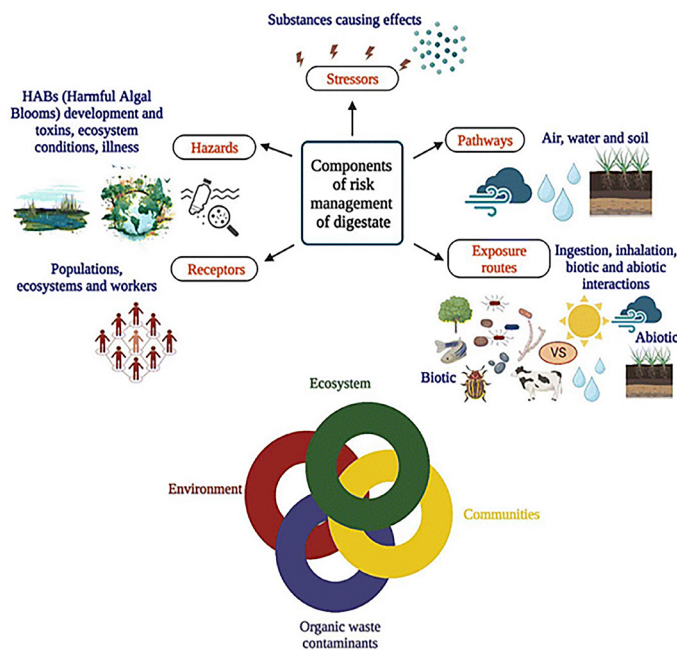 Substances causing effects
Stressors
HABs (Harmful Algal
Blooms) development and
toxins, ecosystem
conditions, illness
Hazards
Components
of risk
management
of digestate
Pathways
Air, water and soil
Populations,
ecosystems and workers
Receptors
Exposure
routes
Ingestion, inhalation,
biotic and abiotic
interactions
Abiotic
VS
Biotic
Ecosystem
Environment
Communities
Organic waste
contaminants